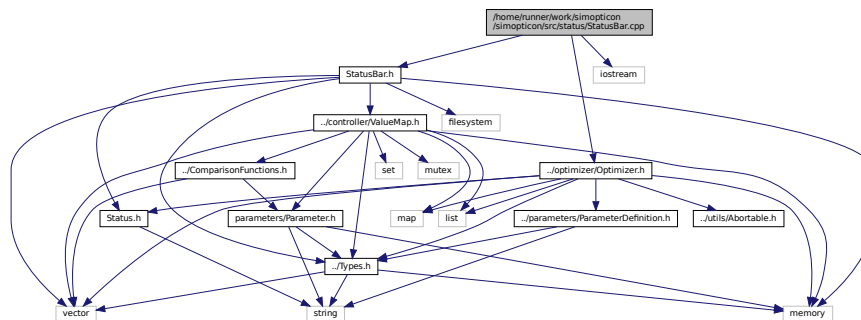 /home/runner/work/simopticon
/simopticon/src/status/StatusBar.cpp
StatusBar.h
iostream
../controller/ValueMap.h
filesystem
../ComparisonFunctions.h
set
mutex
../optimizer/Optimizer.h
Status.h
parameters/Parameter.h
map
list
../parameters/ParameterDefinition.h
../utils/Abortable.h
../Types.h
vector
string
memory